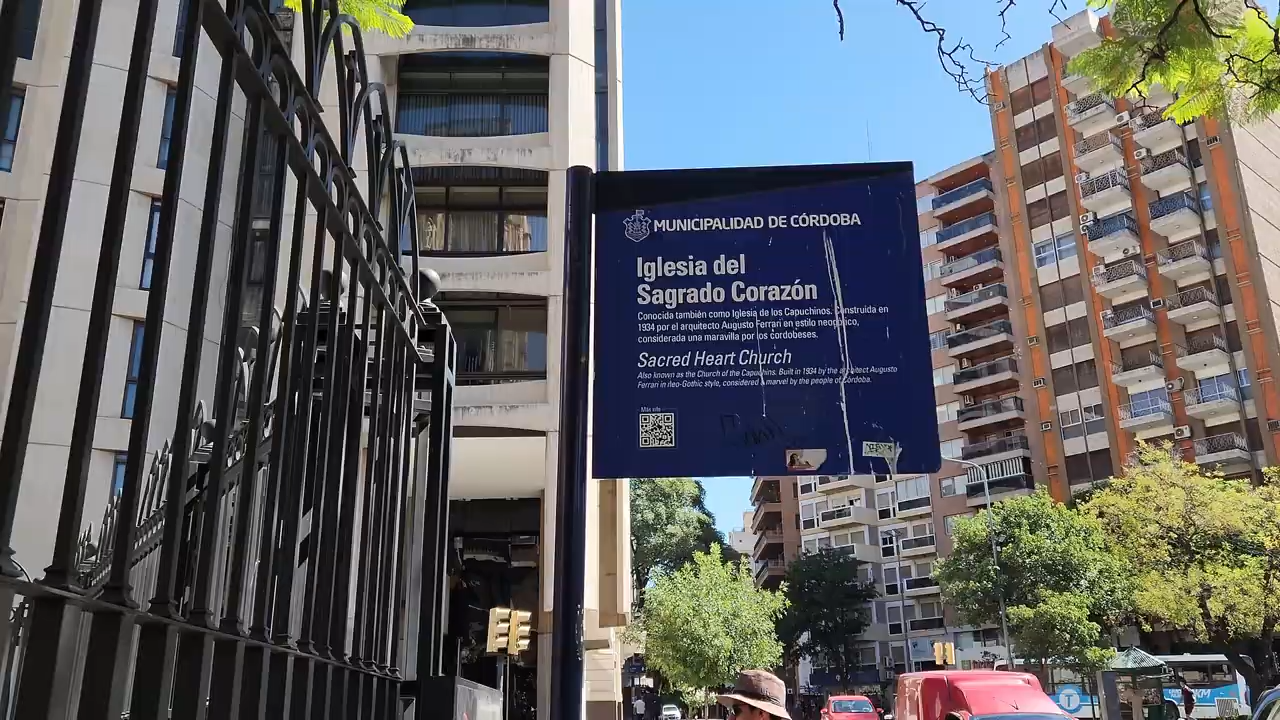 MUNICIPALIDAD DE CÓRDOBA
Iglesia del
Sagrado Corazón
Conocida también como Iglesia de los Capuchinos. Construida en
1934 por el arquitecto Augusto Ferrari en estilo neogótico,
considerada una maravilla por los cordobeses.
Sacred Heart Church
Also known as the Church of the Capuchins. Built in 1934 by the architect Augusto
Ferrari in neo-Gothic style, considered a marvel by the people of Córdoba.
Más info
T